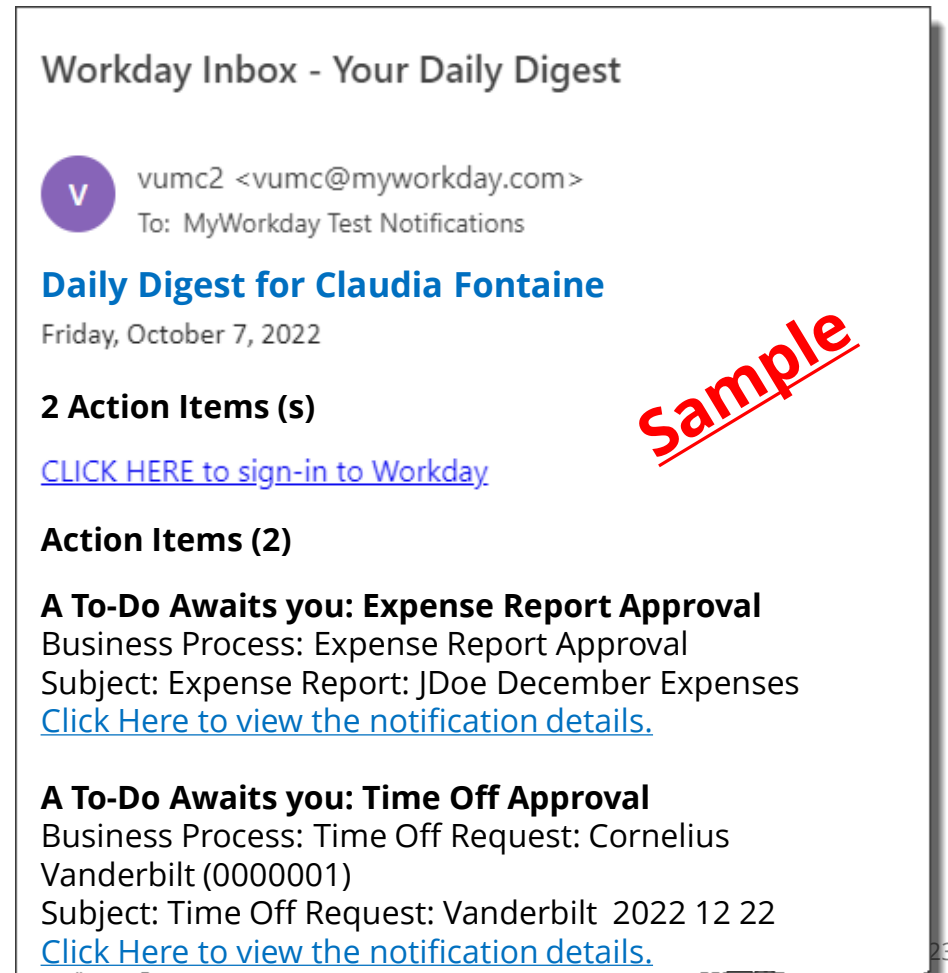 Workday Inbox - Your Daily Digest
V
vumc2 <vumc@myworkday.com>
To: MyWorkday Test Notifications
Daily Digest for Claudia Fontaine
Friday, October 7, 2022
Sample
2 Action Items (s)
CLICK HERE to sign-in to Workday
Action Items (2)
A To-Do Awaits you: Expense Report Approval
Business Process: Expense Report Approval
Subject: Expense Report: JDoe December Expenses
Click Here to view the notification details.
A To-Do Awaits you: Time Off Approval
Business Process: Time Off Request: Cornelius
Vanderbilt (0000001)
Subject: Time Off Request: Vanderbilt  2022 12 22
Click Here to view the notification details.